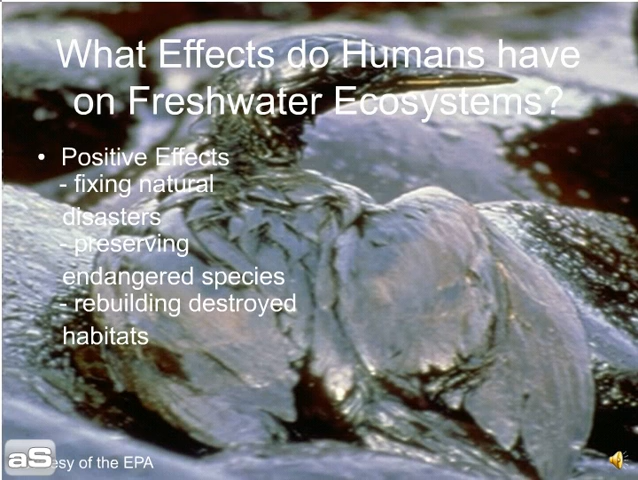 What Effects do Humans have
on Freshwater Ecosystems?
• Positive Effects
- fixing natural
disasters
- preserving
endangered species
- rebuilding destroyed
habitats
aS esy of the EPA